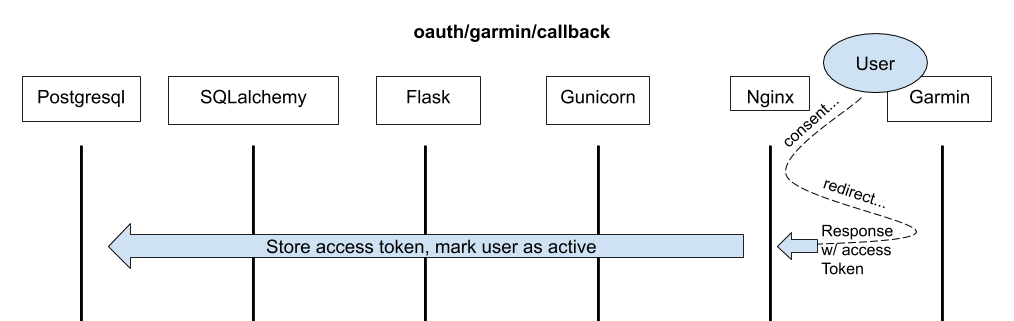 oauth/garmin/callback
User
Postgresql
SQLalchemy
Flask
Gunicorn
Nginx
Garmin
consent...
redirect...
Response
w/ access
Token
Store access token, mark user as active